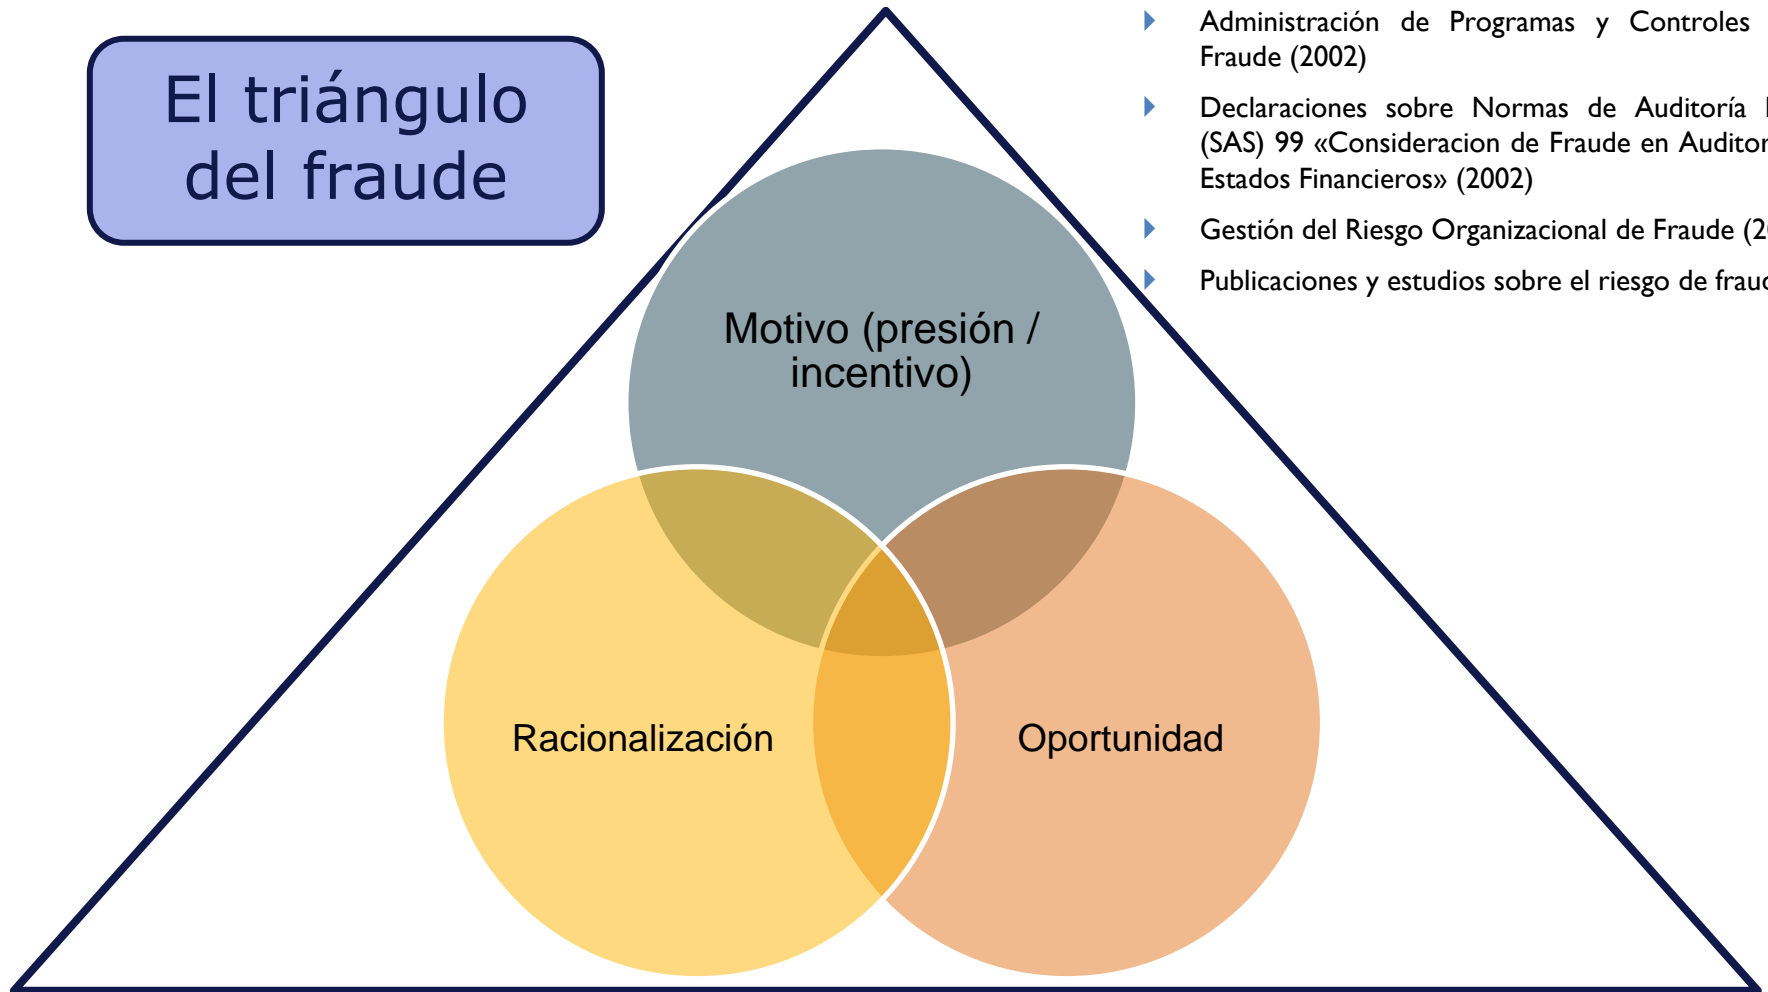 El triángulo
del fraude
Administración de Programas y Controles
Fraude (2002)
Declaraciones sobre Normas de Auditoría
(SAS) 99 «Consideracion de Fraude en
Estados Financieros» (2002)
Gestión del Riesgo Organizacional de Fraude
Publicaciones y estudios sobre el riesgo de
Motivo (presión /
incentivo)
Racionalización
Oportunidad